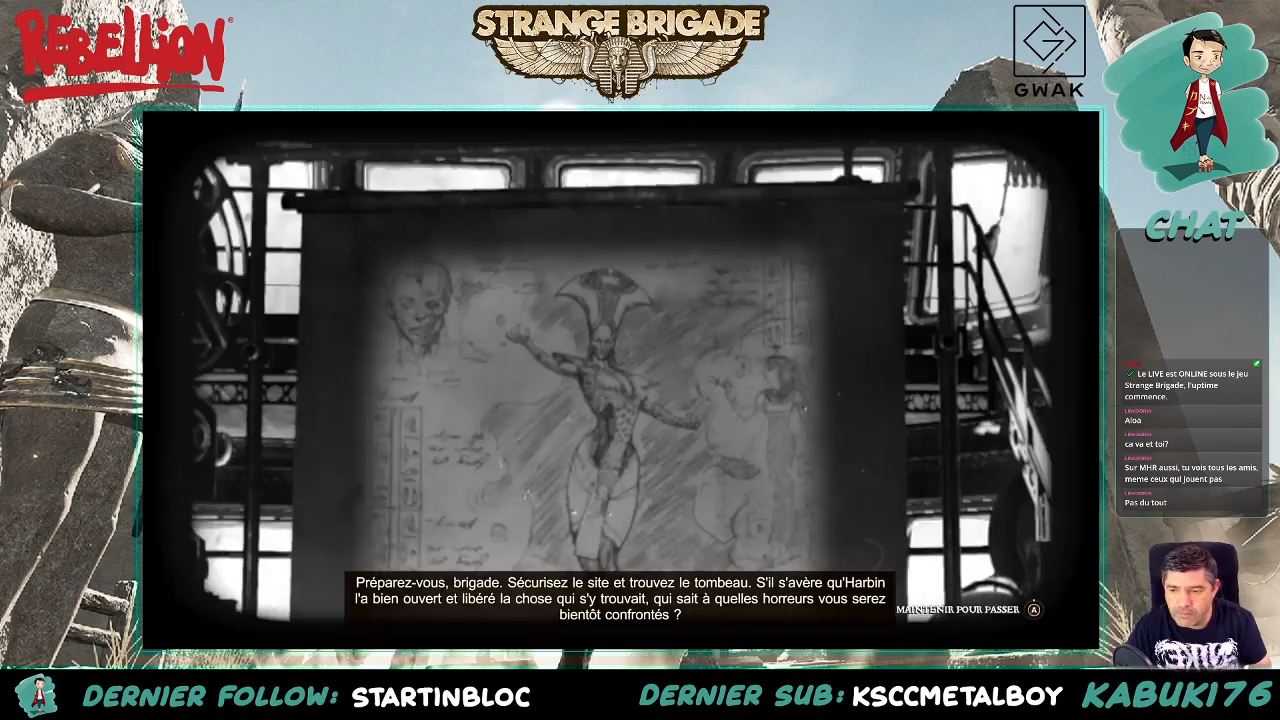 REBELLION
STRANGE BRIGADE
GWAK
CHAT
Le LIVE est ONLINE sous le jeu
Strange Brigade, l'uptime
commence.
LINKDORIA
Aloa
ca va et toi?
Sur MHR aussi, tu vois tous les amis,
meme ceux qui jouent pas
Pas du tout
Préparez-vous, brigade. Sécurisez le site et trouvez le tombeau. S'il s'avère qu'Harbin
l'a bien ouvert et libéré la chose qui s'y trouvait, qui sait à quelles horreurs vous serez
bientôt confrontés ?
MAINTENIR POUR PASSER A
DERNIER FOLLOW: STARTINBLOC
DERNIER SUB: KSCCMETALBOY
KABUKI76